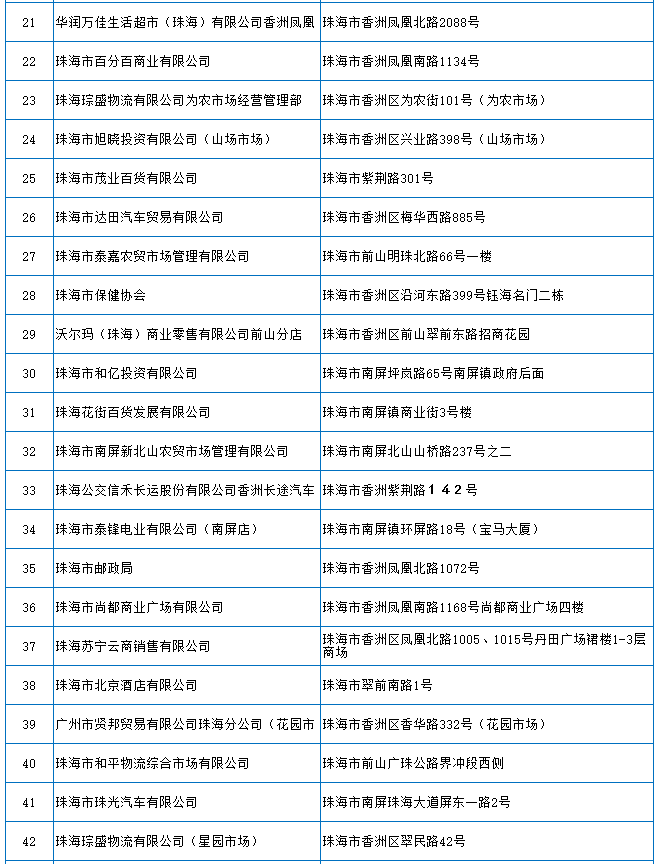 21 华润万佳生活超市（珠海）有限公司香洲凤凰 珠海市香洲凤凰北路2088号
22 珠海市百分百商业有限公司 珠海市香洲凤凰南路1134号
23 珠海琮盛物流有限公司为农市场经营管理部 珠海市香洲区为农街101号（为农市场）
24 珠海市旭晓投资有限公司（山场市场） 珠海市香洲区兴业路398号（山场市场）
25 珠海市茂业百货有限公司 珠海市紫荆路301号
26 珠海市达田汽车贸易有限公司 珠海市香洲区梅华西路885号
27 珠海市泰嘉农贸市场管理有限公司 珠海市前山明珠北路66号一楼
28 珠海市保健协会 珠海市香洲区沿河东路399号钰海名门二栋
29 沃尔玛（珠海）商业零售有限公司前山分店 珠海市香洲区前山翠前东路招商花园
30 珠海市和亿投资有限公司 珠海市南屏坪岚路65号南屏镇政府后面
31 珠海花街百货发展有限公司 珠海市南屏镇商业街3号楼
32 珠海市南屏新北山农贸市场管理有限公司 珠海市南屏北山山桥路237号之二
33 珠海公交信禾长运股份有限公司香洲长途汽车 珠海市香洲紫荆路１４２号
34 珠海市泰锋电业有限公司（南屏店） 珠海市南屏镇环屏路18号（宝马大厦）
35 珠海市邮政局 珠海市香洲凤凰北路1072号
36 珠海市尚都商业广场有限公司 珠海市香洲凤凰南路1168号尚都商业广场四楼
37 珠海苏宁云商销售有限公司 珠海市香洲区凤凰北路1005、1015号丹田广场裙楼1-3层
商场
38 珠海市北京酒店有限公司 珠海市翠前南路1号
39 广州市贤邦贸易有限公司珠海分公司（花园市 珠海市香洲区香华路332号（花园市场）
40 珠海市和平物流综合市场有限公司 珠海市前山广珠公路界冲段西侧
41 珠海市珠光汽车有限公司 珠海市南屏珠海大道屏东一路2号
42 珠海琮盛物流有限公司（星园市场） 珠海市香洲区翠民路42号